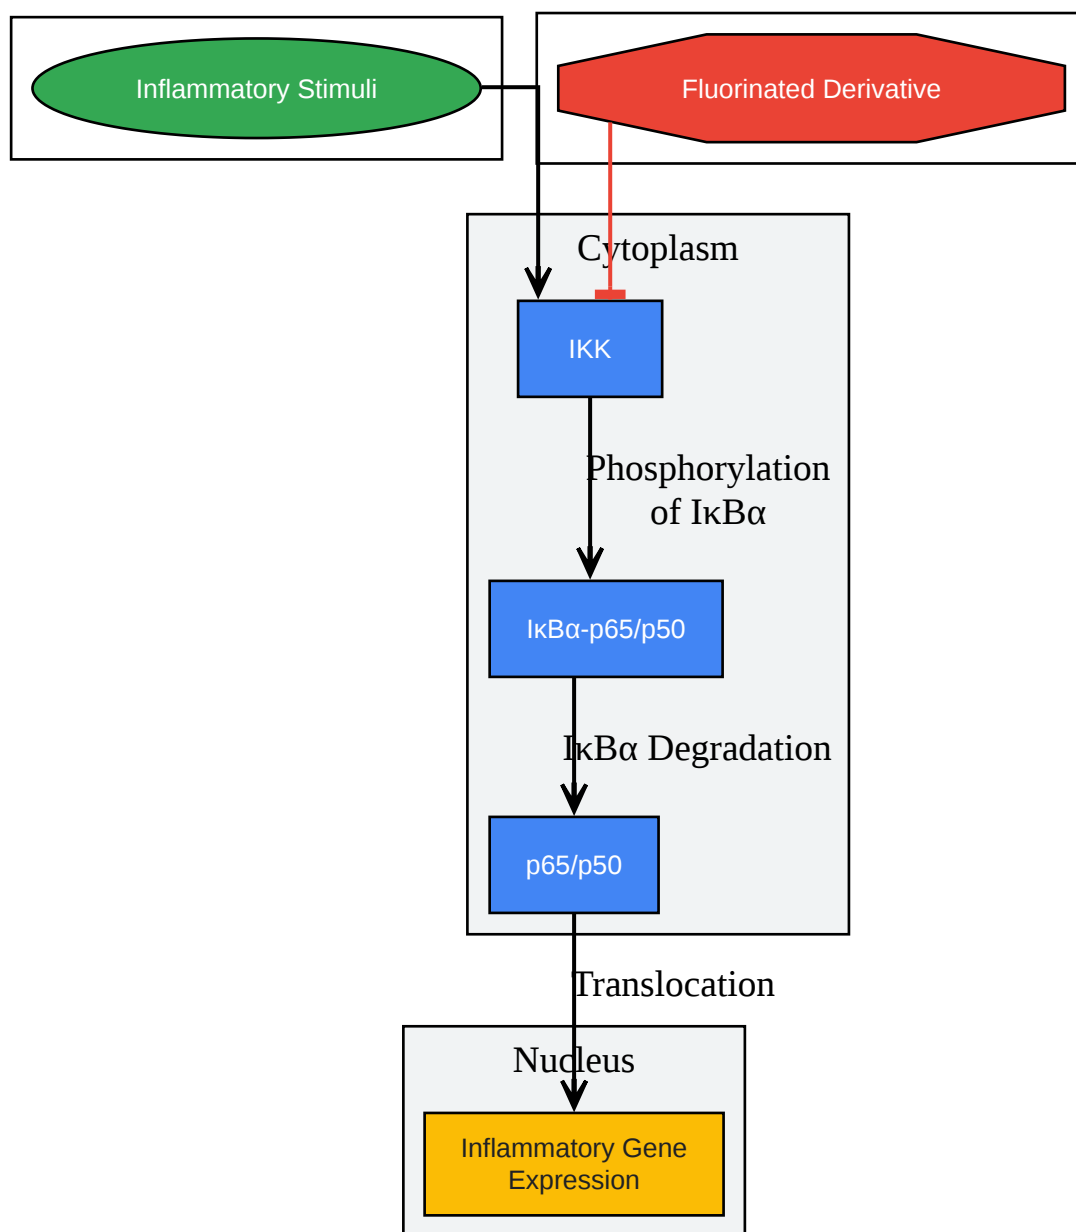 Inflammatory Stimuli
Fluorinated Derivative
Cytoplasm
IKK
Phosphorylation
of IκBα
IκBα-p65/p50
IκBα Degradation
p65/p50
Translocation
Nucleus
Inflammatory Gene
Expression